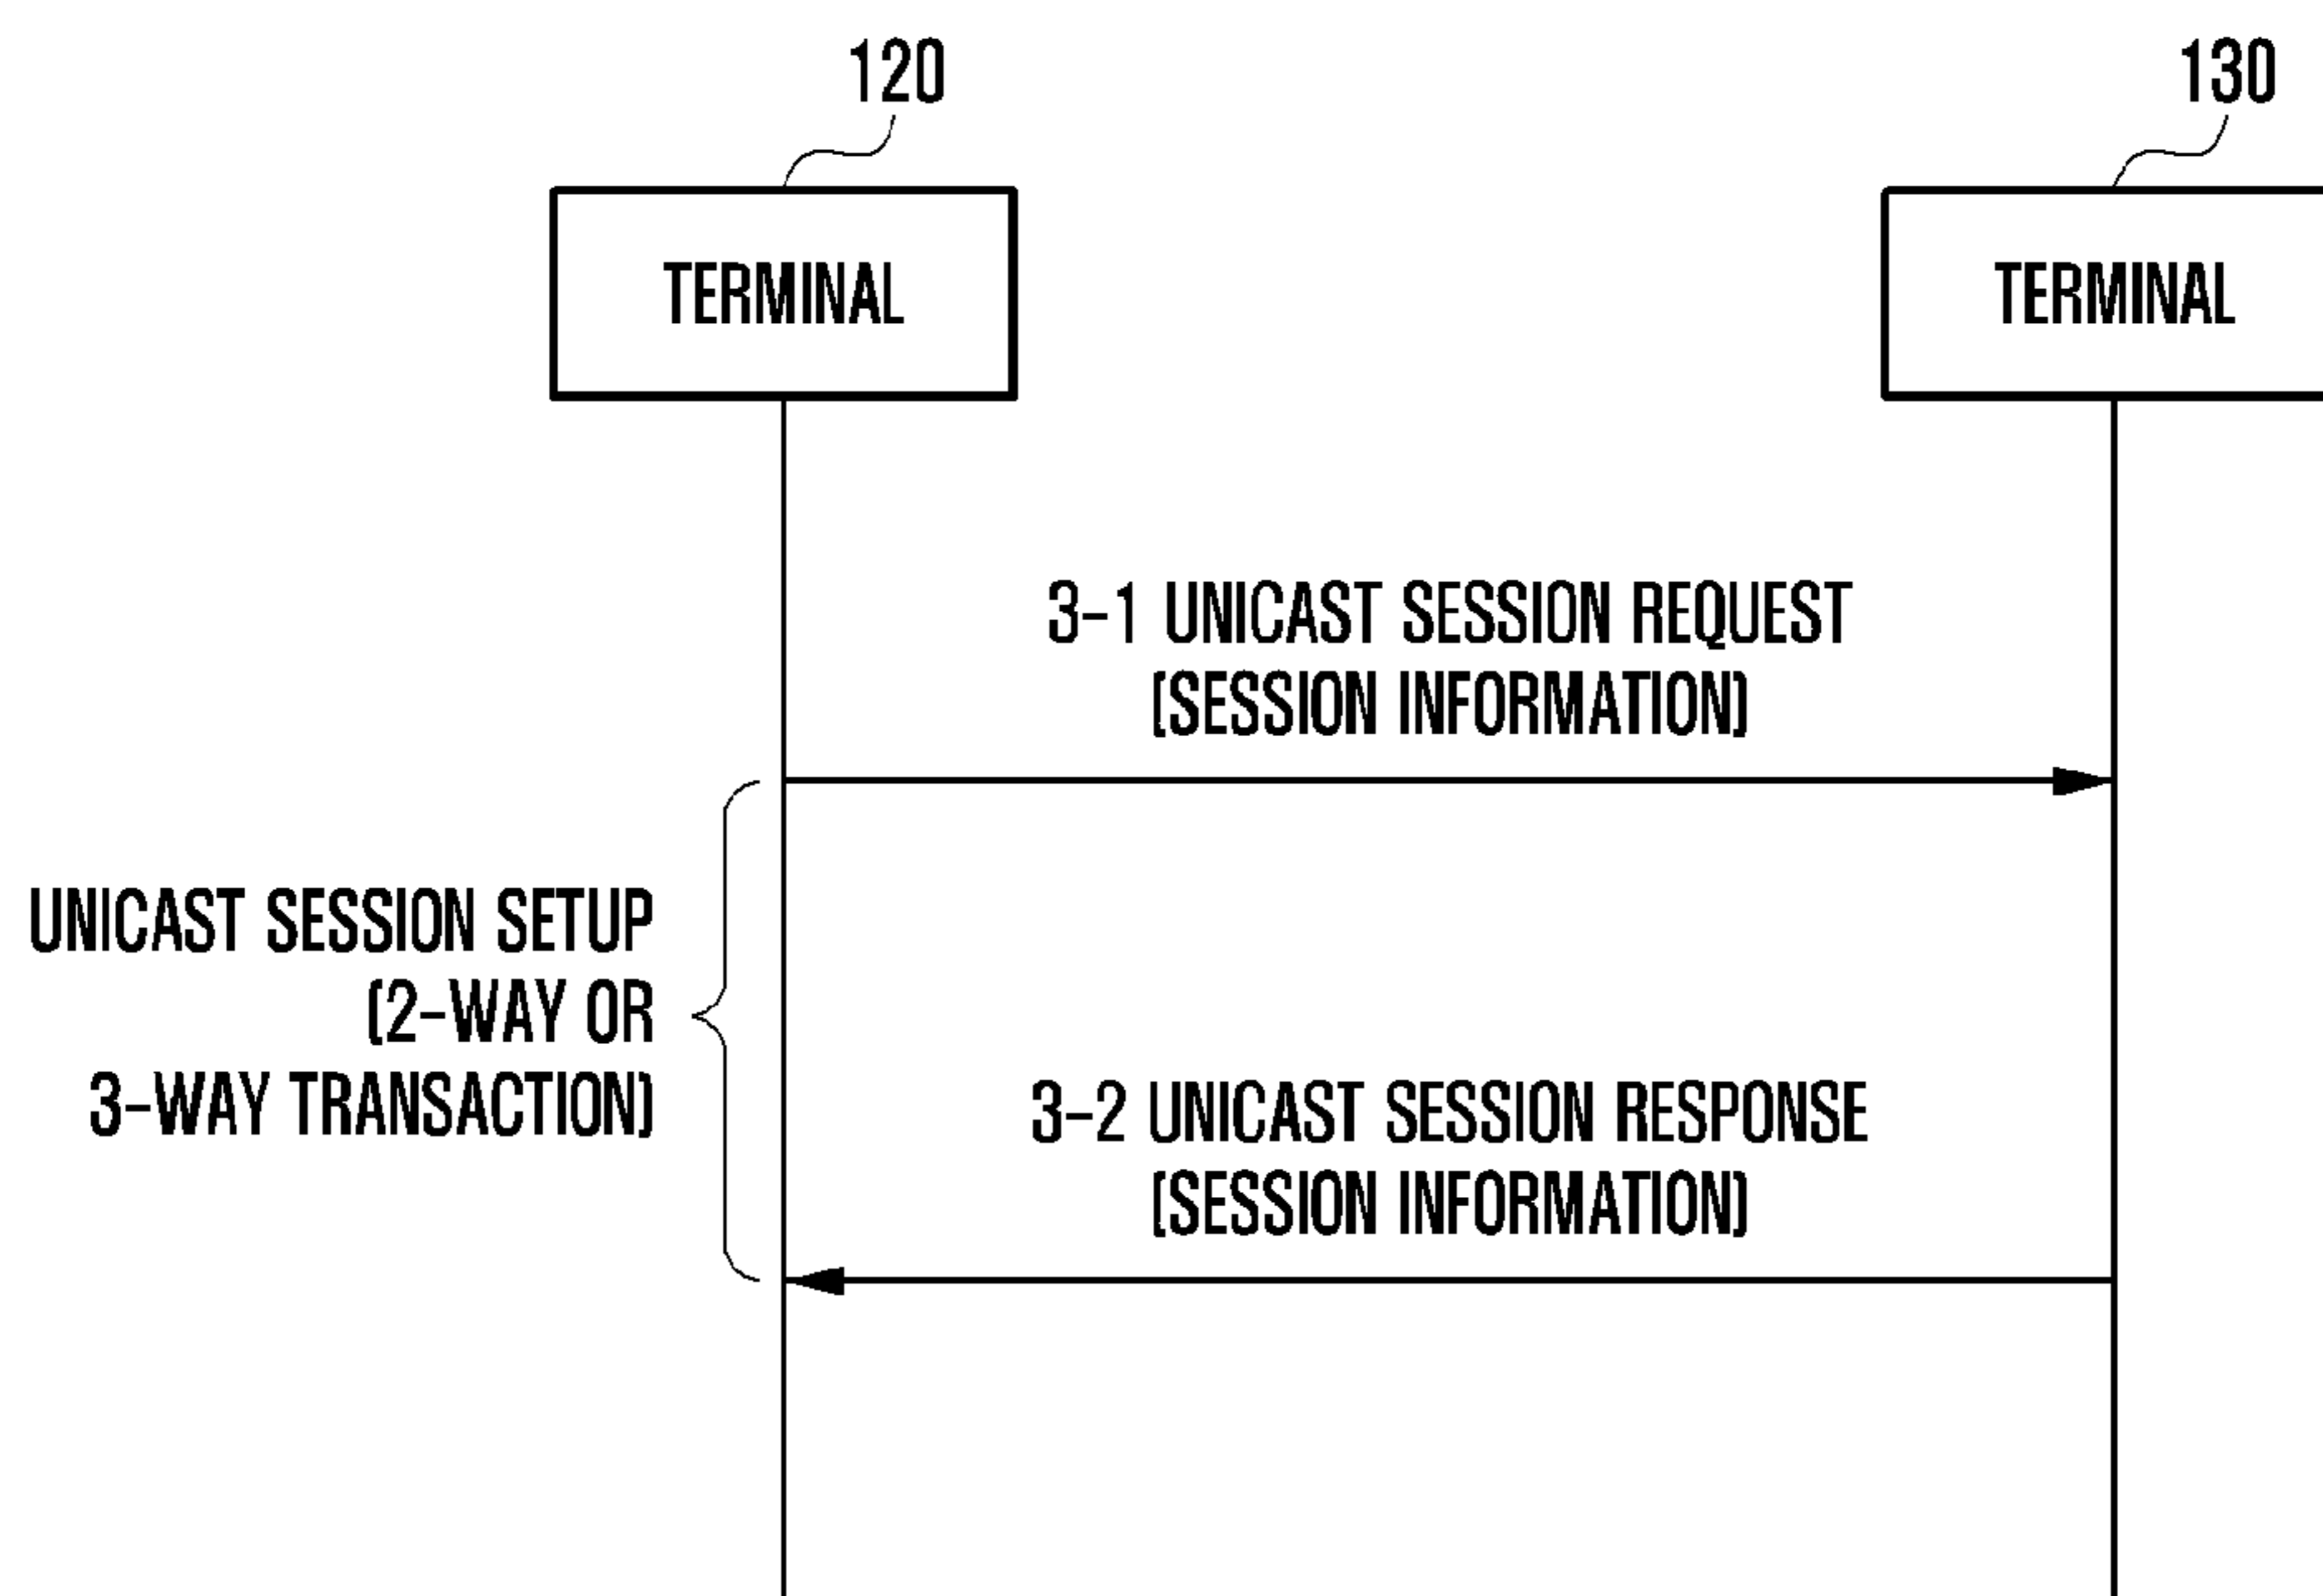 120
130
TERMINAL
TERMINAL
3-1 UNICAST SESSION REQUEST
(SESSION INFORMATION)
UNICAST SESSION SETUP
(2-WAY OR
3-WAY TRANSACTION)
3-2 UNICAST SESSION RESPONSE
(SESSION INFORMATION)